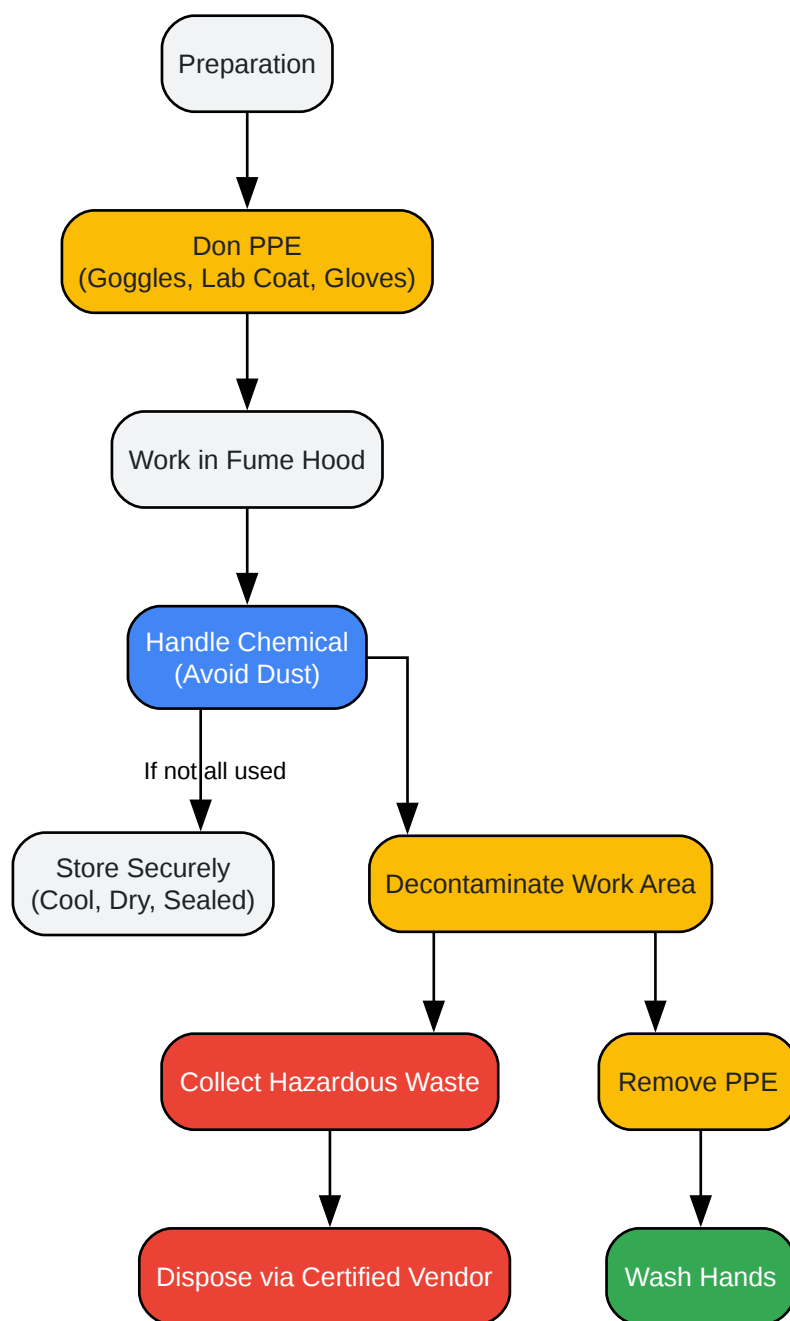 Preparation
Don PPE
(Goggles, Lab Coat, Gloves)
Work in Fume Hood
Handle Chemical
(Avoid Dust)
If not all used
Store Securely
(Cool, Dry, Sealed)
Decontaminate Work Area
Collect Hazardous Waste
Remove PPE
Dispose via Certified Vendor
Wash Hands